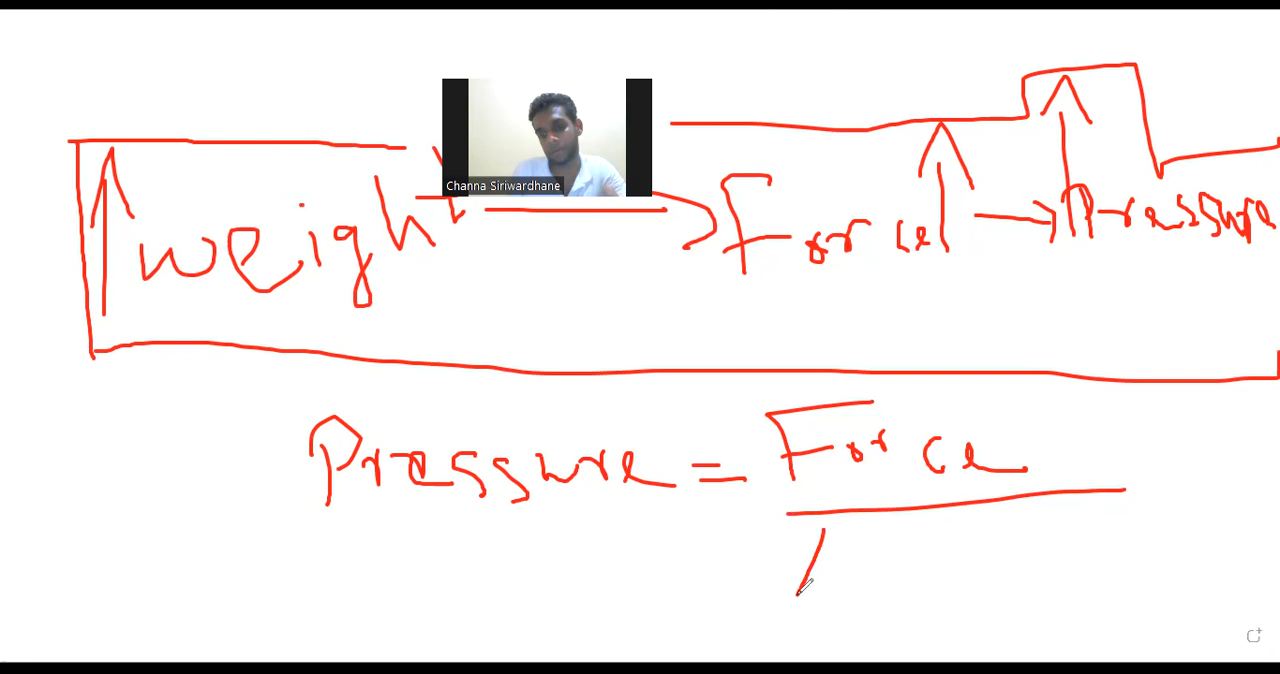 ↑ weight → Force ↑ → ↑ Pressure
Channa Siriwardhane
Pressure = Force